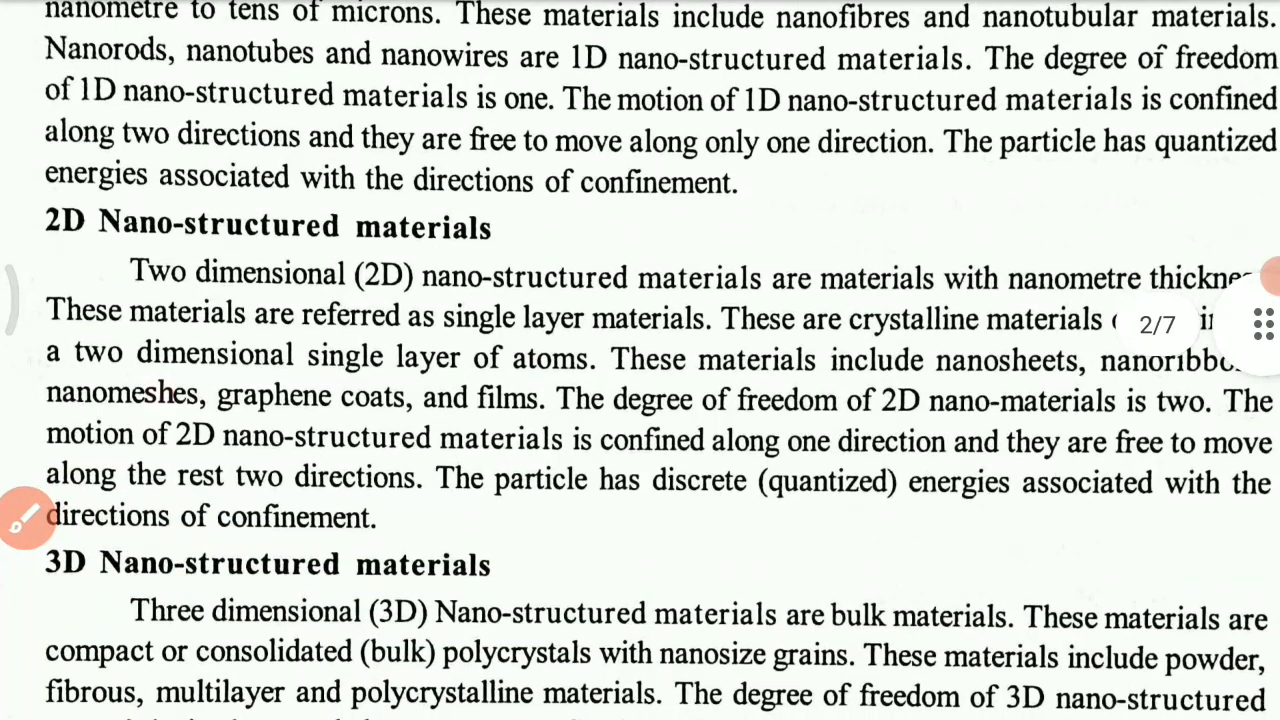 nanometre to tens of microns. These materials include nanofibres and nanotubular materials.
Nanorods, nanotubes and nanowires are 1D nano-structured materials. The degree of freedom
of 1D nano-structured materials is one. The motion of 1D nano-structured materials is confined
along two directions and they are free to move along only one direction. The particle has quantized
energies associated with the directions of confinement.
2D Nano-structured materials
Two dimensional (2D) nano-structured materials are materials with nanometre
These materials are referred as single layer materials. These are crystalline materials
2/7
a two dimensional single layer of atoms. These materials include nanosheets,
nanomeshes, graphene coats, and films. The degree of freedom of 2D nano-materials is two. The
motion of 2D nano-structured materials is confined along one direction and they are free to move
along the rest two directions. The particle has discrete (quantized) energies associated with the
directions of confinement.
3D Nano-structured materials
Three dimensional (3D) Nano-structured materials are bulk materials. These materials are
compact or consolidated (bulk) polycrystals with nanosize grains. These materials include powder,
fibrous, multilayer and polycrystalline materials. The degree of freedom of 3D nano-structured